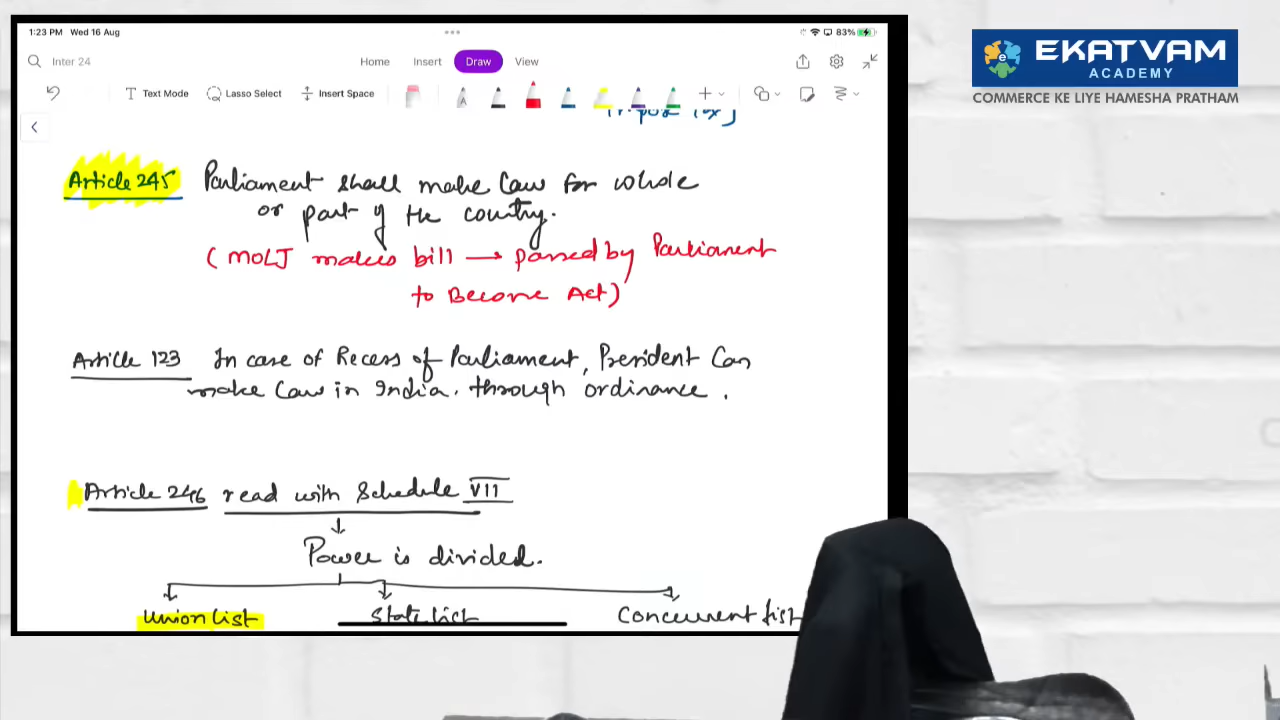 1:23 PM Wed 16 Aug
83%
EKATVAM
ACADEMY
COMMERCE KE LIYE HAMESHA PRATHAM
Inter 24
Home Insert Draw View
Text Mode Lasso Select Insert Space
Article 245 Parliament shall make Law for whole
or part of the country.
(MOLJ makes bill → passed by Parliament
to Become Act)
Article 123 In case of Recess of Parliament, President Can
make Law in India. through ordinance.
Article 246 read with Schedule VII
Power is divided.
Union List State list Concurrent list